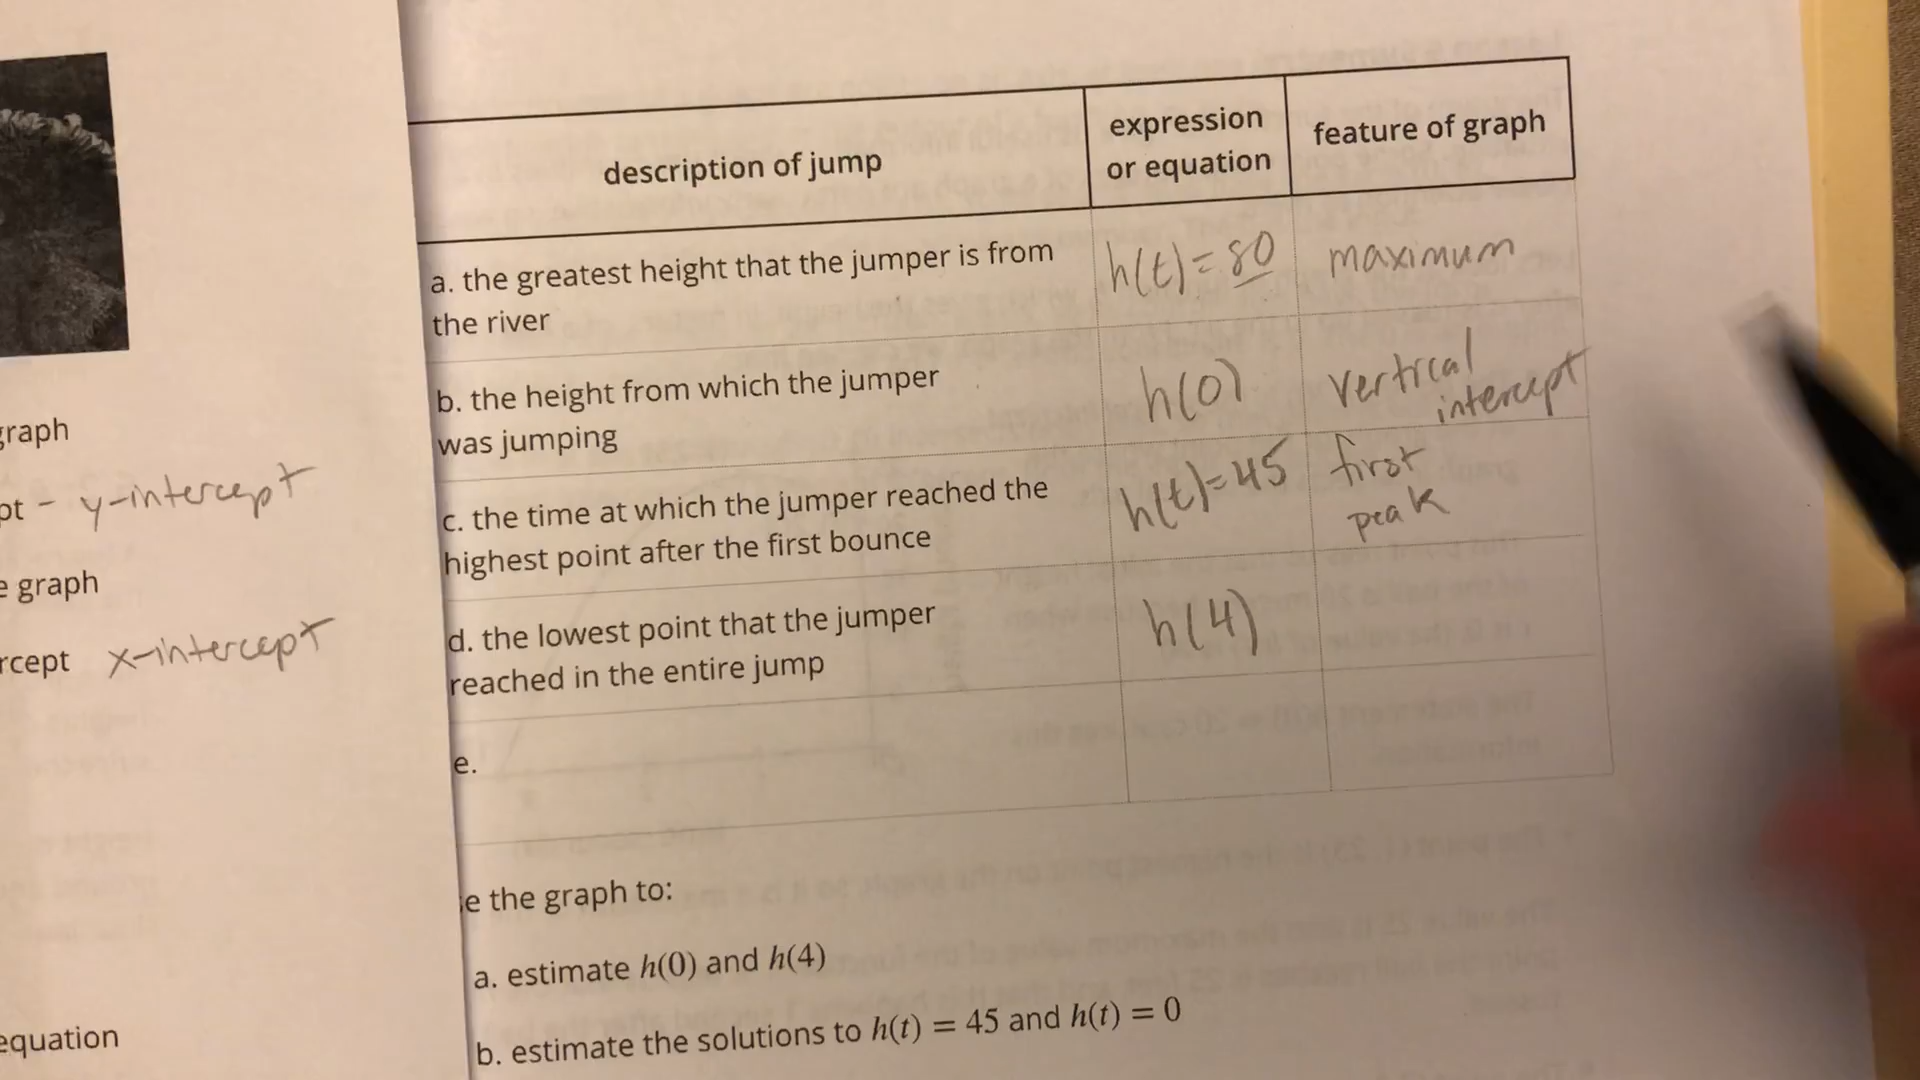 graph
pt - y-intercept
e graph
rcept x-intercept
equation
description of jump
expression
or equation
feature of graph
a. the greatest height that the jumper is from
the river
h(t)=80
maximum
b. the height from which the jumper
was jumping
h(0)
vertical
intercept
c. the time at which the jumper reached the
highest point after the first bounce
h(t)=45
first
peak
d. the lowest point that the jumper
reached in the entire jump
h(4)
e.
e the graph to:
a. estimate h(0) and h(4)
b. estimate the solutions to h(t) = 45 and h(t) = 0